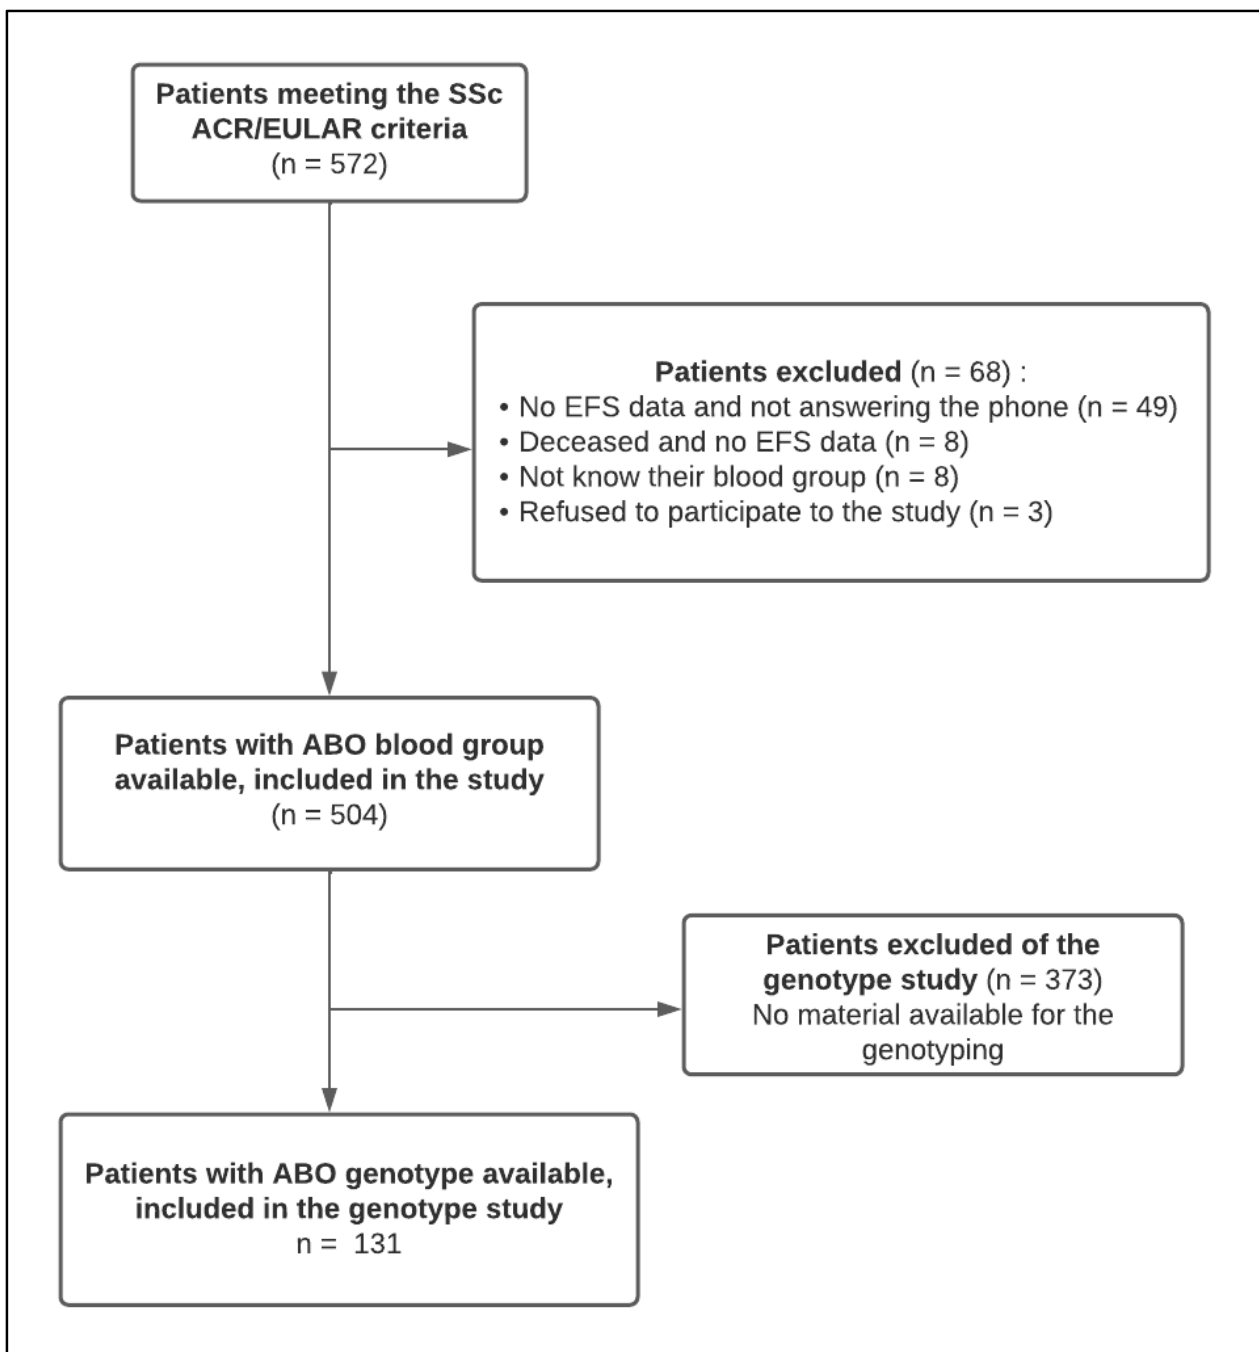 Patients meeting the SSc
ACR/EULAR criteria
(n = 572)
Patients excluded (n = 68) :
• No EFS data and not answering the phone (n = 49)
• Deceased and no EFS data (n = 8)
• Not know their blood group (n = 8)
• Refused to participate to the study (n = 3)
Patients with ABO blood group
available, included in the study
(n = 504)
Patients excluded of the
genotype study (n = 373)
No material available for the
genotyping
Patients with ABO genotype available,
included in the genotype study
n =  131